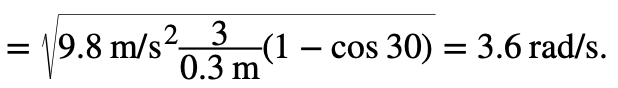 = √(9.8 m/s² 3/0.3 m (1 − cos 30)) = 3.6 rad/s.